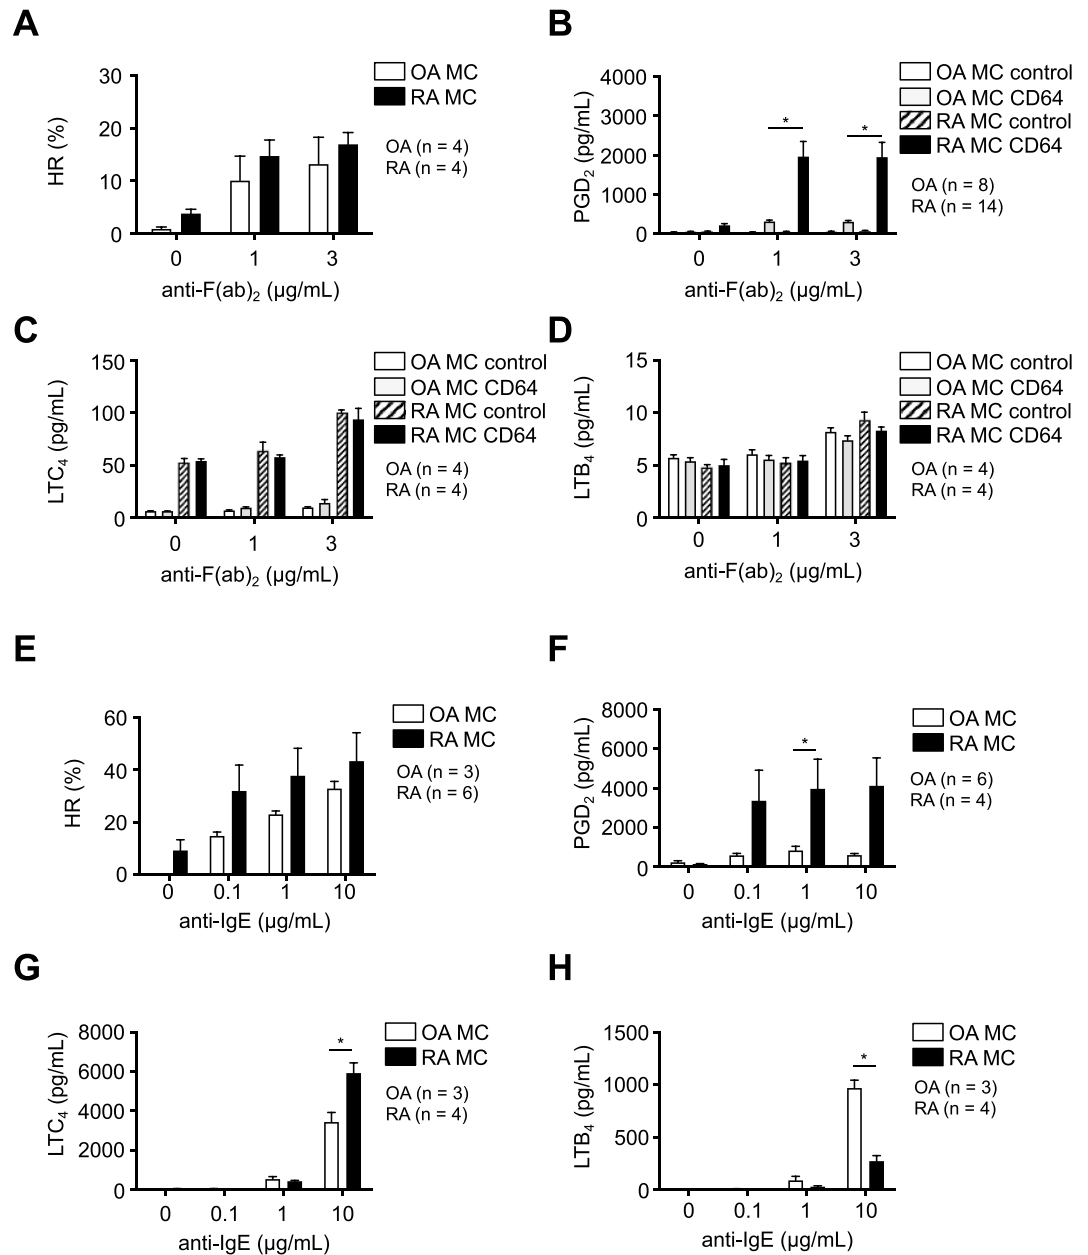 A
30
20
10
0
HR (%)
0 1 3
anti-F(ab)2 (µg/mL)
OA MC
RA MC
OA (n = 4)
RA (n = 4)
B
4000
3000
2000
1000
0
PGD2 (pg/mL)
* *
0 1 3
anti-F(ab)2 (µg/mL)
OA MC control
OA MC CD64
RA MC control
RA MC CD64
OA (n = 8)
RA (n = 14)
C
150
100
50
0
LTC4 (pg/mL)
0 1 3
anti-F(ab)2 (µg/mL)
OA MC control
OA MC CD64
RA MC control
RA MC CD64
OA (n = 4)
RA (n = 4)
D
15
10
5
0
LTB4 (pg/mL)
0 1 3
anti-F(ab)2 (µg/mL)
OA MC control
OA MC CD64
RA MC control
RA MC CD64
OA (n = 4)
RA (n = 4)
E
60
40
20
0
HR (%)
0 0.1 1 10
anti-IgE (µg/mL)
OA MC
RA MC
OA (n = 3)
RA (n = 6)
F
8000
6000
4000
2000
0
PGD2 (pg/mL)
*
0 0.1 1 10
anti-IgE (µg/mL)
OA MC
RA MC
OA (n = 6)
RA (n = 4)
G
8000
6000
4000
2000
0
LTC4 (pg/mL)
*
0 0.1 1 10
anti-IgE (µg/mL)
OA MC
RA MC
OA (n = 3)
RA (n = 4)
H
1500
1000
500
0
LTB4 (pg/mL)
*
0 0.1 1 10
anti-IgE (µg/mL)
OA MC
RA MC
OA (n = 3)
RA (n = 4)